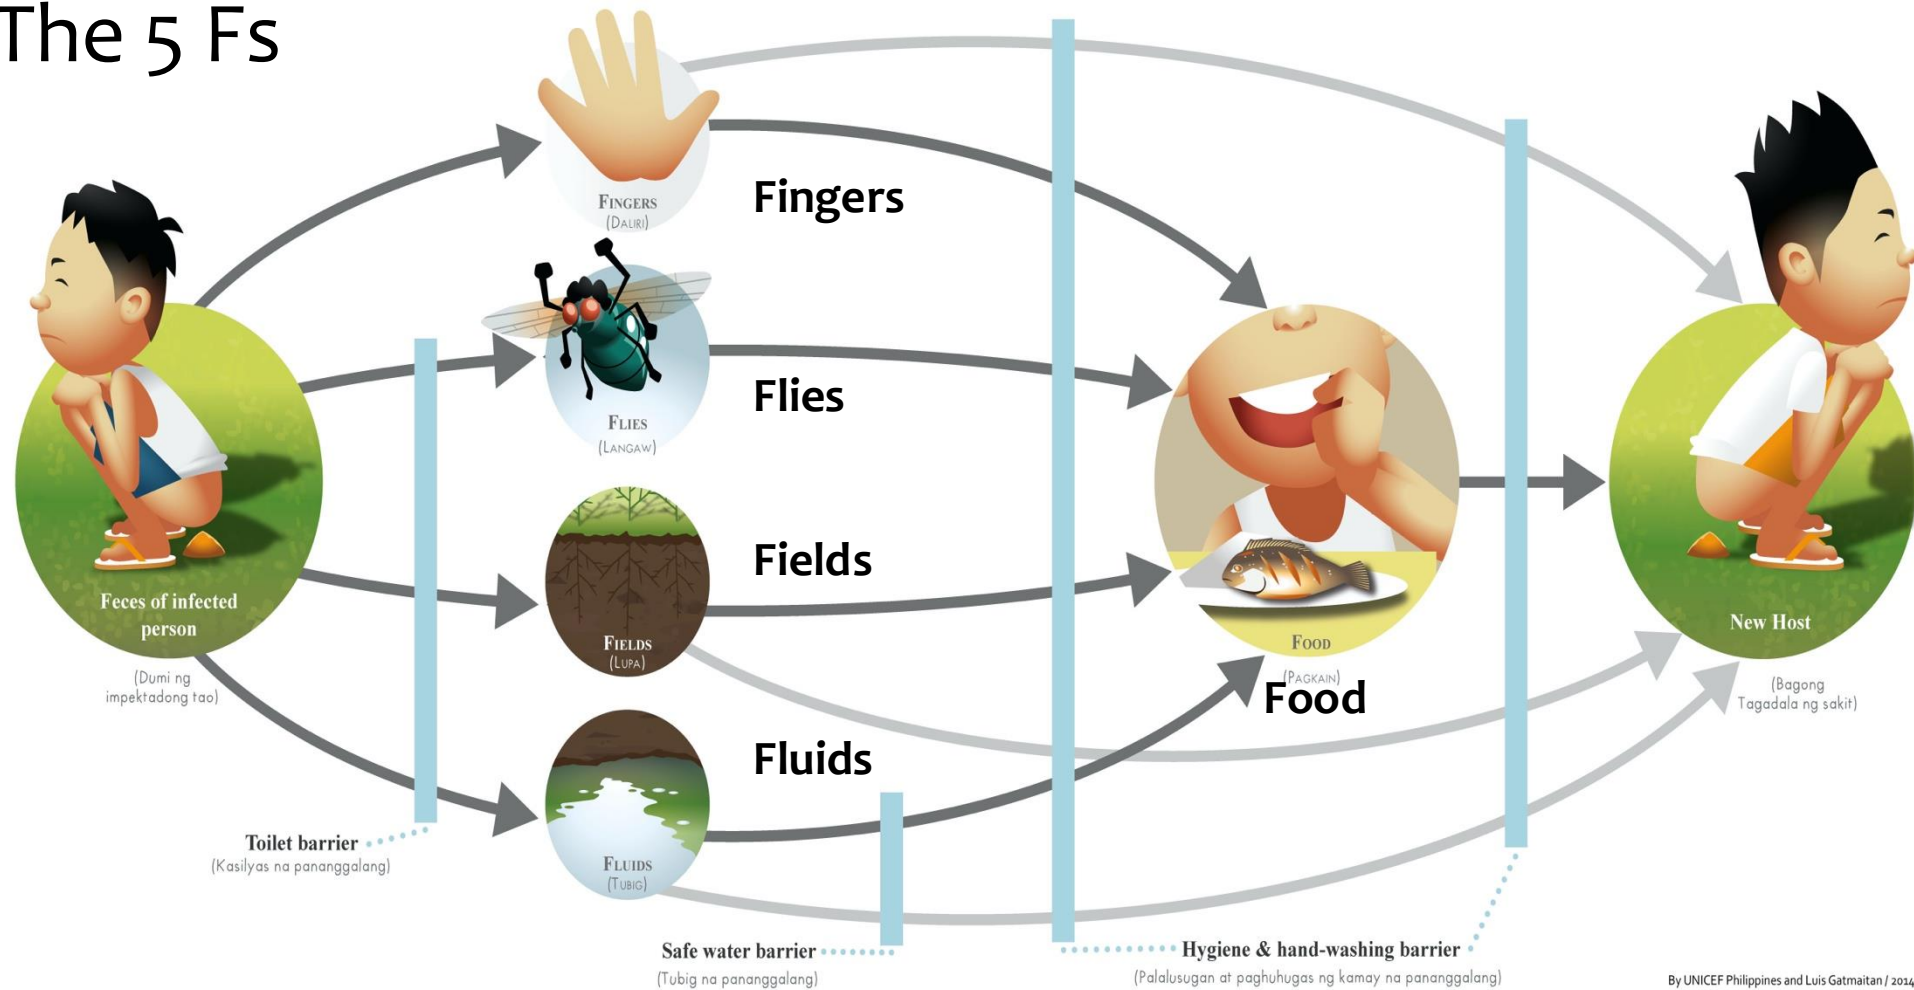 The 5 Fs
FINGERS
(DALIRI)
Fingers
FLIES
(LANGAW)
Flies
Feces of infected
person
(Dumi ng
impektadong tao)
FIELDS
(LUPA)
Fields
FOOD
(PAGKAIN)
Food
New Host
(Bagong
Tagadala ng sakit)
FLUIDS
(TUBIG)
Fluids
Toilet barrier
(Kasilyas na pananggalang)
Safe water barrier
(Tubig na pananggalang)
Hygiene & hand-washing barrier
(Palalusugan at paghuhugas ng kamay na pananggalang)
By UNICEF Philippines and Luis Gatmaitan / 2014